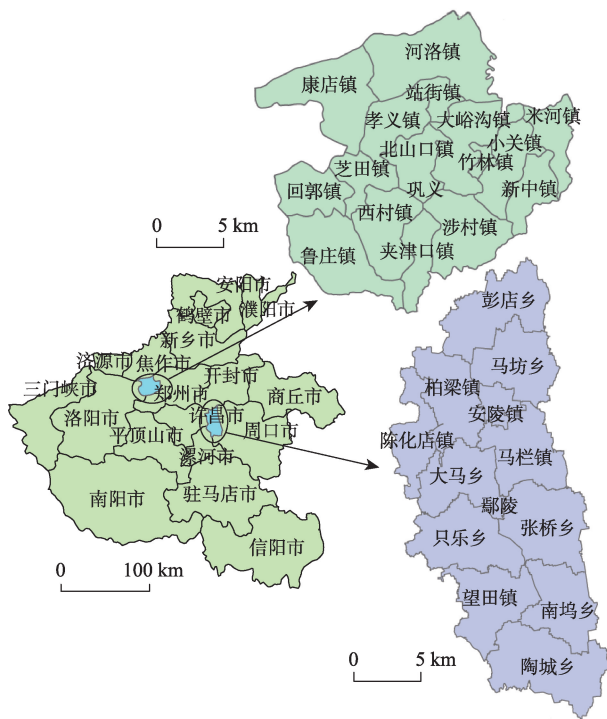 河洛镇
康店镇
站街镇
孝义镇
大峪沟镇
米河镇
小关镇
北山口镇
竹林镇
芝田镇
回郭镇
巩义
新中镇
西村镇
涉村镇
鲁庄镇
夹津口镇
0 5 km
安阳市
濮阳市
鹤壁市
新乡市
济源市
焦作市
三门峡市
郑州市
开封市
商丘市
洛阳市
许昌市
平顶山市
周口市
漯河市
南阳市
驻马店市
信阳市
0 100 km
彭店乡
马坊乡
柏梁镇
安陵镇
陈化店镇
马栏镇
大马乡
鄢陵
张桥乡
只乐乡
望田镇
南坞乡
陶城乡
0 5 km